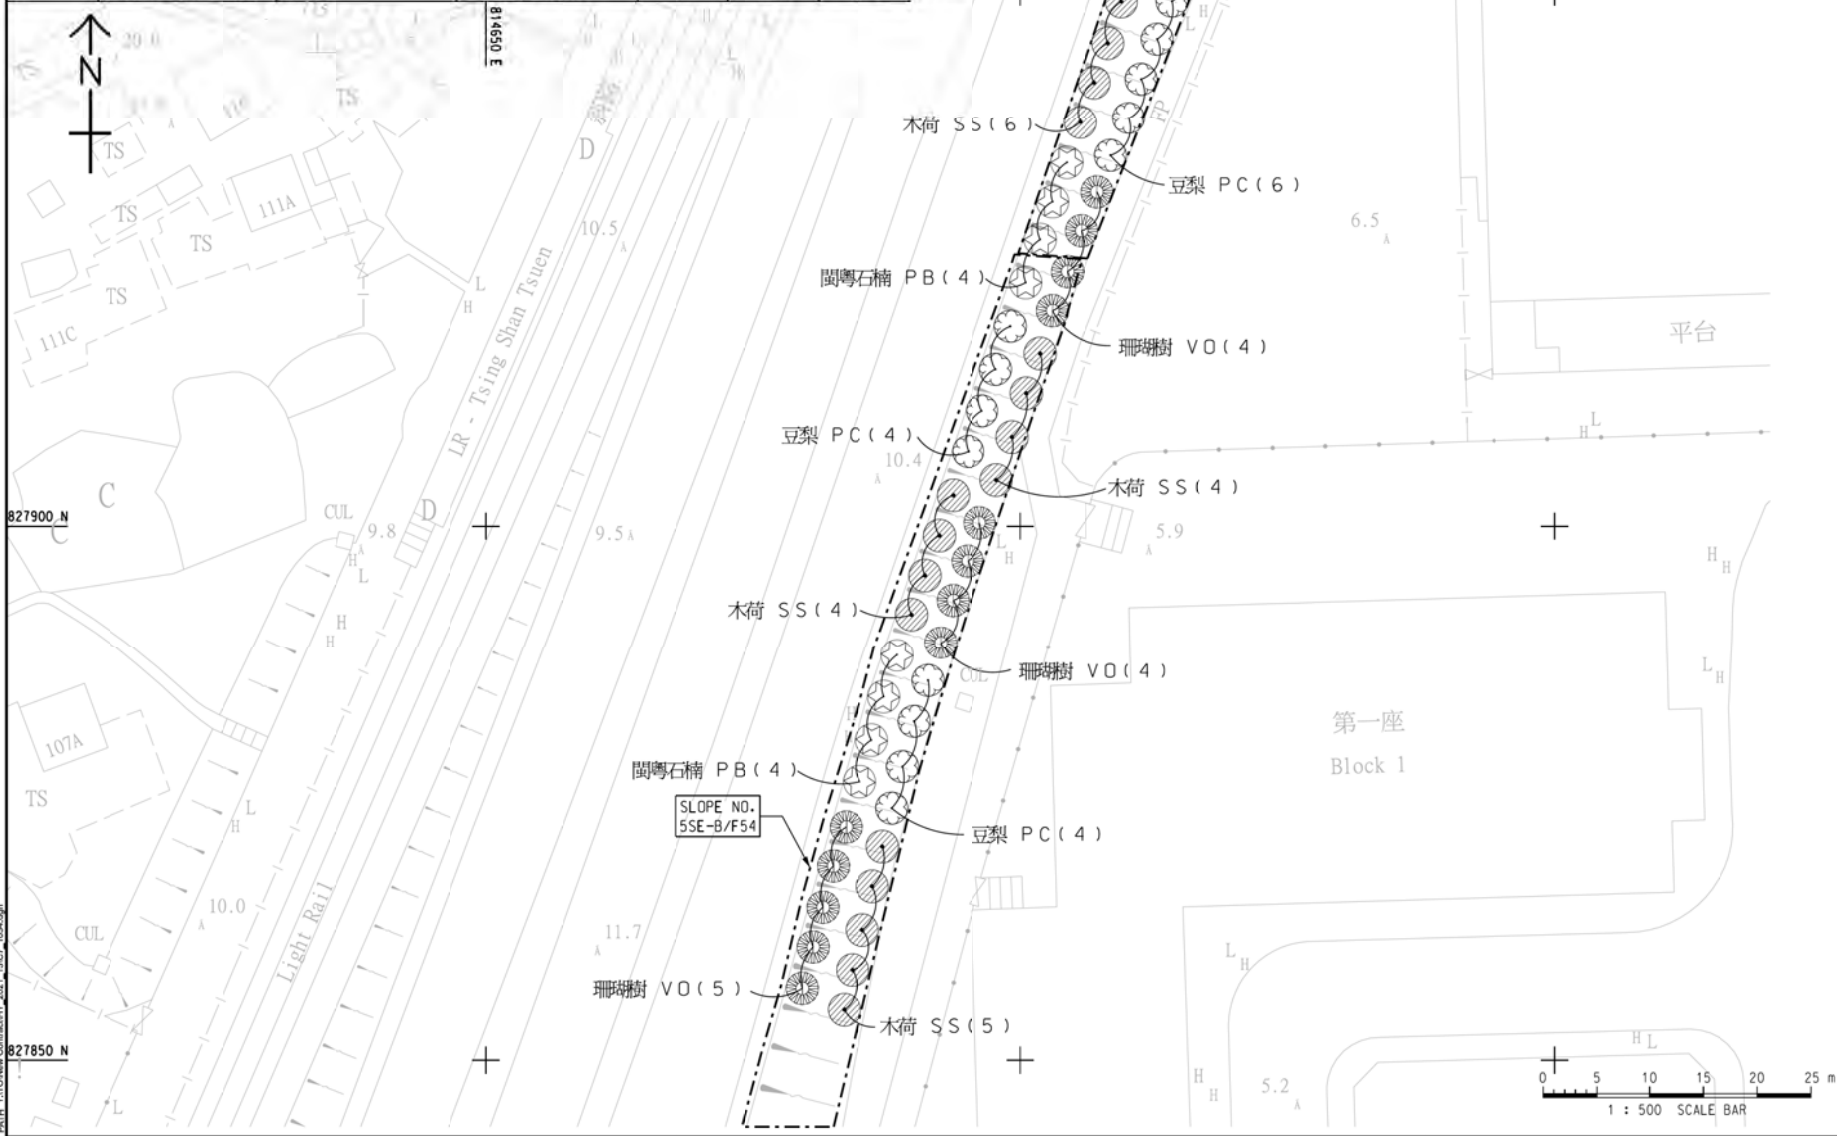 814650 E
N
20.0
TS
木荷 SS(6)
TS
D
FP
H
L
豆梨 PC(6)
111A
TS
TS
10.5
6.5
TS
L
H
閩粵石楠 PB(4)
111C
LR - Tsing Shan Tsuen
珊瑚樹 VO(4)
平台
豆梨 PC(4)
10.4
H
L
木荷 SS(4)
C
827900 N
C
CUL
9.8
D
9.5
L
H
5.9
H
H
H
L
木荷 SS(4)
H
H
珊瑚樹 VO(4)
CUL
L
H
第一座
Block 1
107A
閩粵石楠 PB(4)
TS
SLOPE NO.
5SE-B/F54
L
H
豆梨 PC(4)
10.0
CUL
11.7
L
H
Light Rail
珊瑚樹 VO(5)
木荷 SS(5)
827850 N
H
L
H
H
5.2
L
0 5 10 15 20 25 m
1 : 500 SCALE BAR